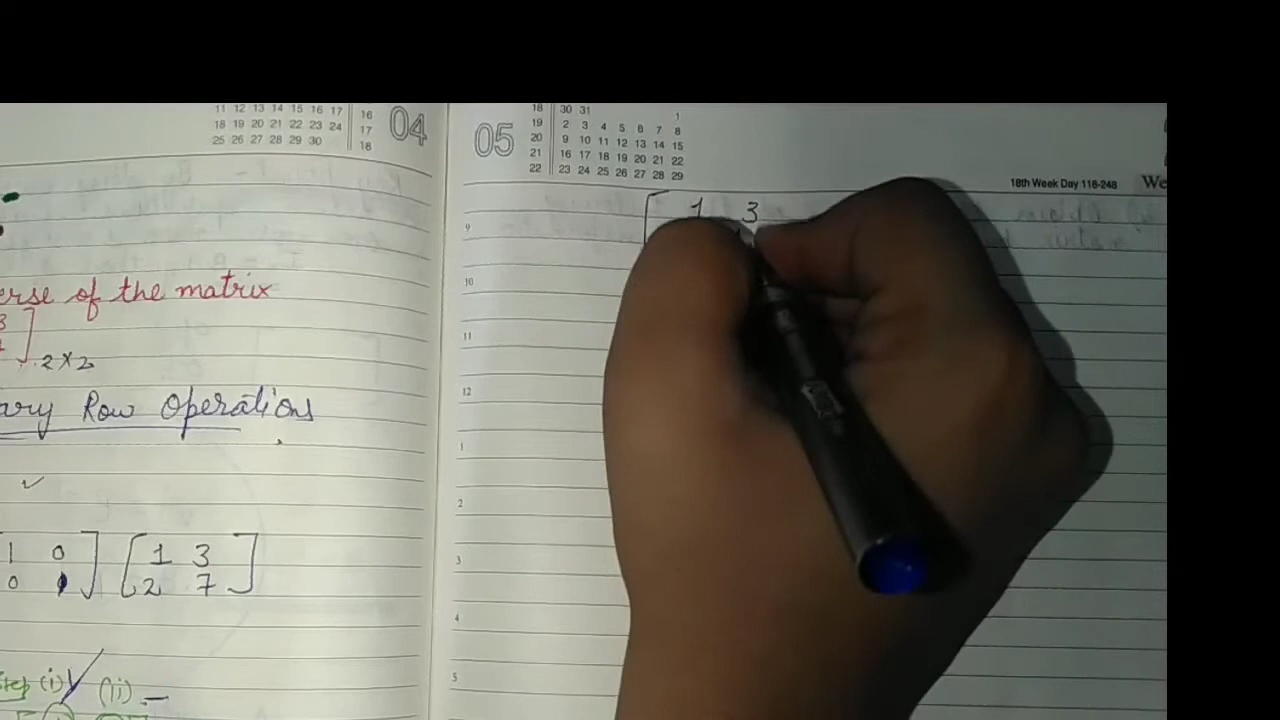 11 12 13 14 15 16 17
18 19 20 21 22 23 24
25 26 27 28 29 30
16
17
18
04
erse of the matrix
3
2×2
ary Row Operations
✓
1 0
0 1
1 3
2 7
Step (i) (ii) –
05
18 30 31 1
19 2 3 4 5 6 7 8
20 9 10 11 12 13 14 15
21 16 17 18 19 20 21 22
22 23 24 25 26 27 28 29
18th Week Day 118-248
We
1 3
9
10
11
12
1
2
3
4
5